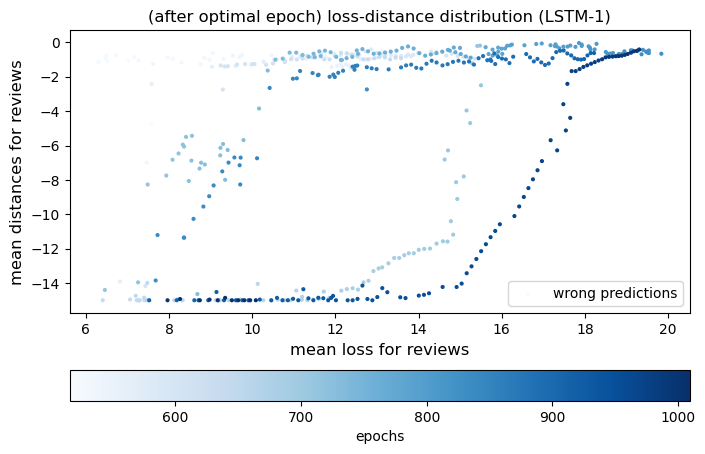 (after optimal epoch) loss-distance distribution (LSTM-1)
mean distances for reviews
0
−2
−4
−6
−8
−10
−12
−14
wrong predictions
6 8 10 12 14 16 18 20
mean loss for reviews
600 700 800 900 1000
epochs